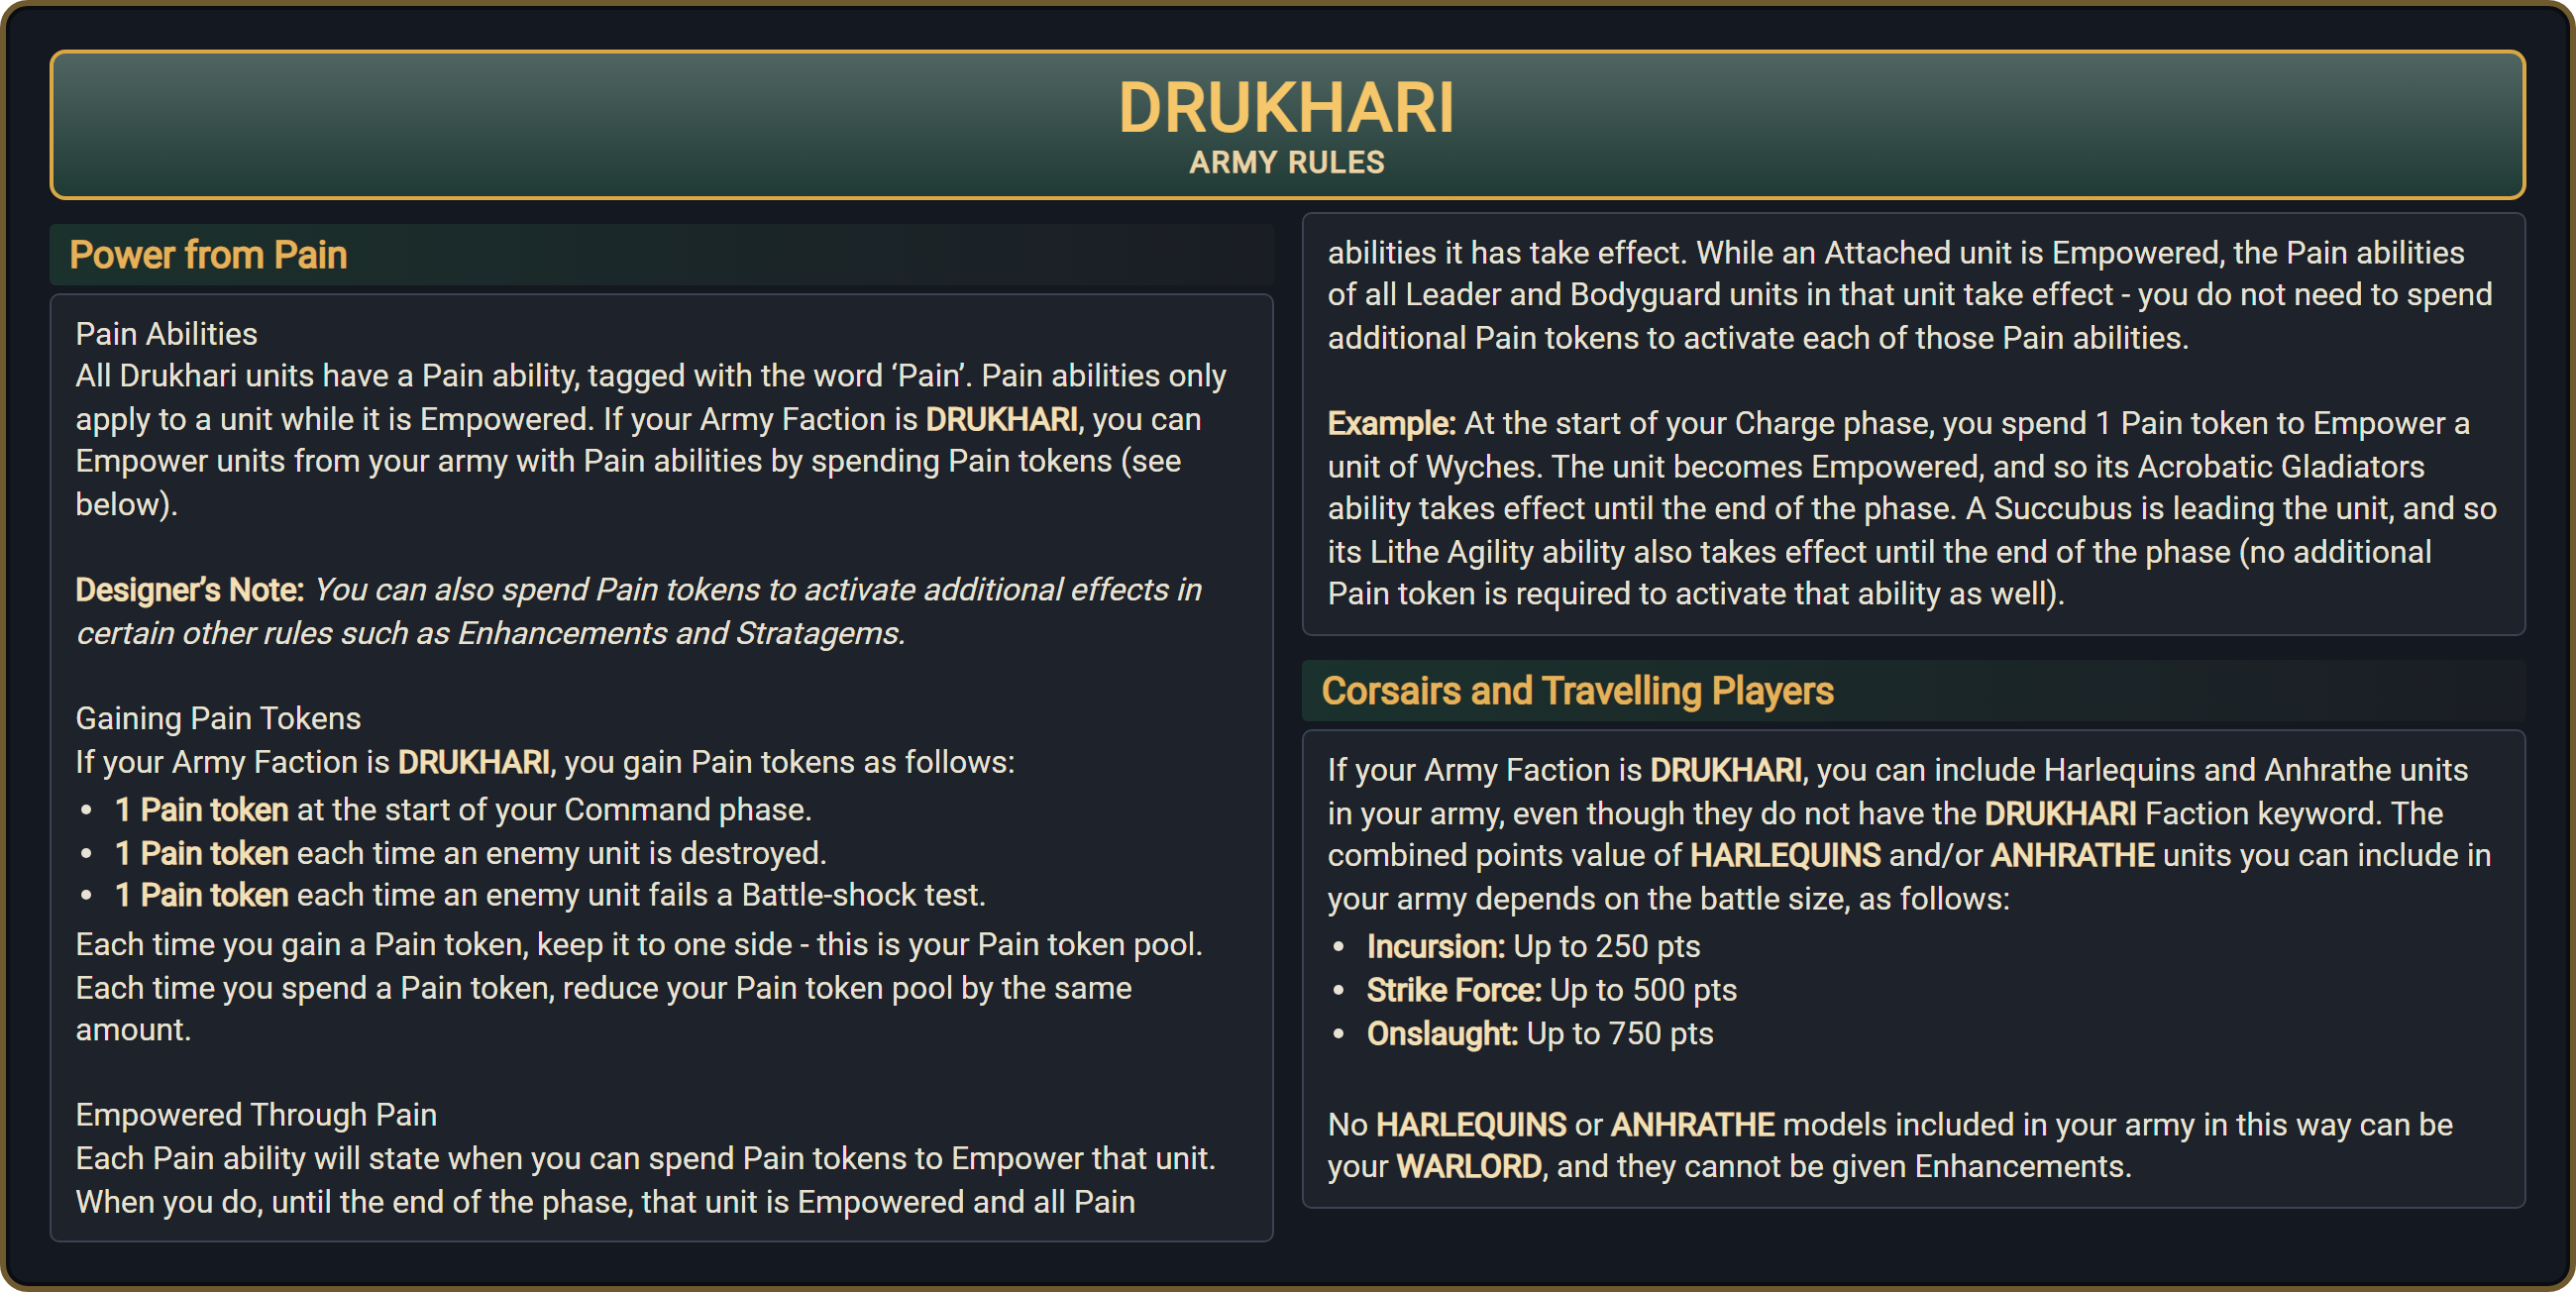 DRUKHARI
ARMY RULES
Power from Pain
Pain Abilities
All Drukhari units have a Pain ability, tagged with the word ‘Pain’. Pain abilities only
apply to a unit while it is Empowered. If your Army Faction is DRUKHARI, you can
Empower units from your army with Pain abilities by spending Pain tokens (see
below).
Designer’s Note: You can also spend Pain tokens to activate additional effects in
certain other rules such as Enhancements and Stratagems.
Gaining Pain Tokens
If your Army Faction is DRUKHARI, you gain Pain tokens as follows:
• 1 Pain token at the start of your Command phase.
• 1 Pain token each time an enemy unit is destroyed.
• 1 Pain token each time an enemy unit fails a Battle-shock test.
Each time you gain a Pain token, keep it to one side - this is your Pain token pool.
Each time you spend a Pain token, reduce your Pain token pool by the same
amount.
Empowered Through Pain
Each Pain ability will state when you can spend Pain tokens to Empower that unit.
When you do, until the end of the phase, that unit is Empowered and all Pain
abilities it has take effect. While an Attached unit is Empowered, the Pain abilities
of all Leader and Bodyguard units in that unit take effect - you do not need to spend
additional Pain tokens to activate each of those Pain abilities.
Example: At the start of your Charge phase, you spend 1 Pain token to Empower a
unit of Wyches. The unit becomes Empowered, and so its Acrobatic Gladiators
ability takes effect until the end of the phase. A Succubus is leading the unit, and so
its Lithe Agility ability also takes effect until the end of the phase (no additional
Pain token is required to activate that ability as well).
Corsairs and Travelling Players
If your Army Faction is DRUKHARI, you can include Harlequins and Anhrathe units
in your army, even though they do not have the DRUKHARI Faction keyword. The
combined points value of HARLEQUINS and/or ANHRATHE units you can include in
your army depends on the battle size, as follows:
• Incursion: Up to 250 pts
• Strike Force: Up to 500 pts
• Onslaught: Up to 750 pts
No HARLEQUINS or ANHRATHE models included in your army in this way can be
your WARLORD, and they cannot be given Enhancements.